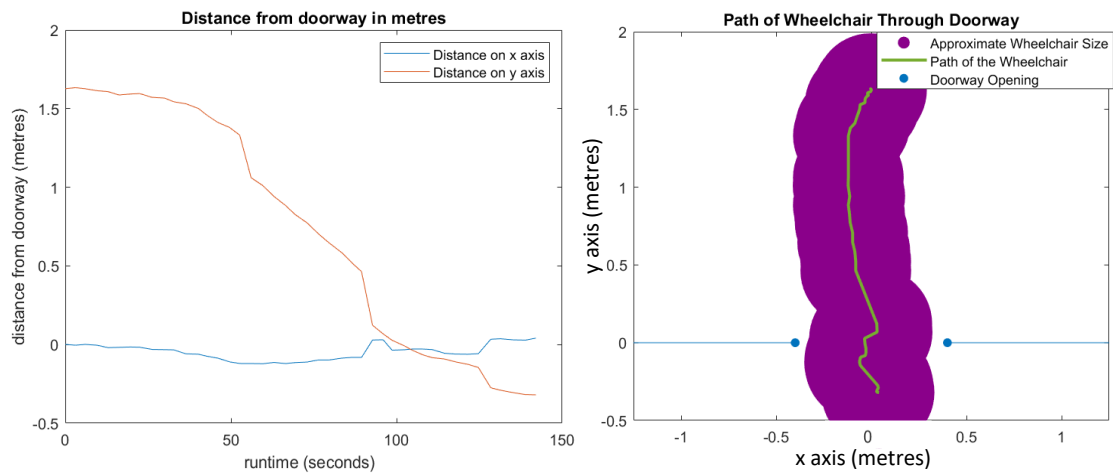 Distance from doorway in metres
2
1.5
1
0.5
0
-0.5
0
50
100
150
distance from doorway (metres)
runtime (seconds)
Distance on x axis
Distance on y axis
Path of Wheelchair Through Doorway
2
1.5
1
0.5
0
-0.5
-1
-0.5
0
0.5
1
y axis (metres)
x axis (metres)
Approximate Wheelchair Size
Path of the Wheelchair
Doorway Opening